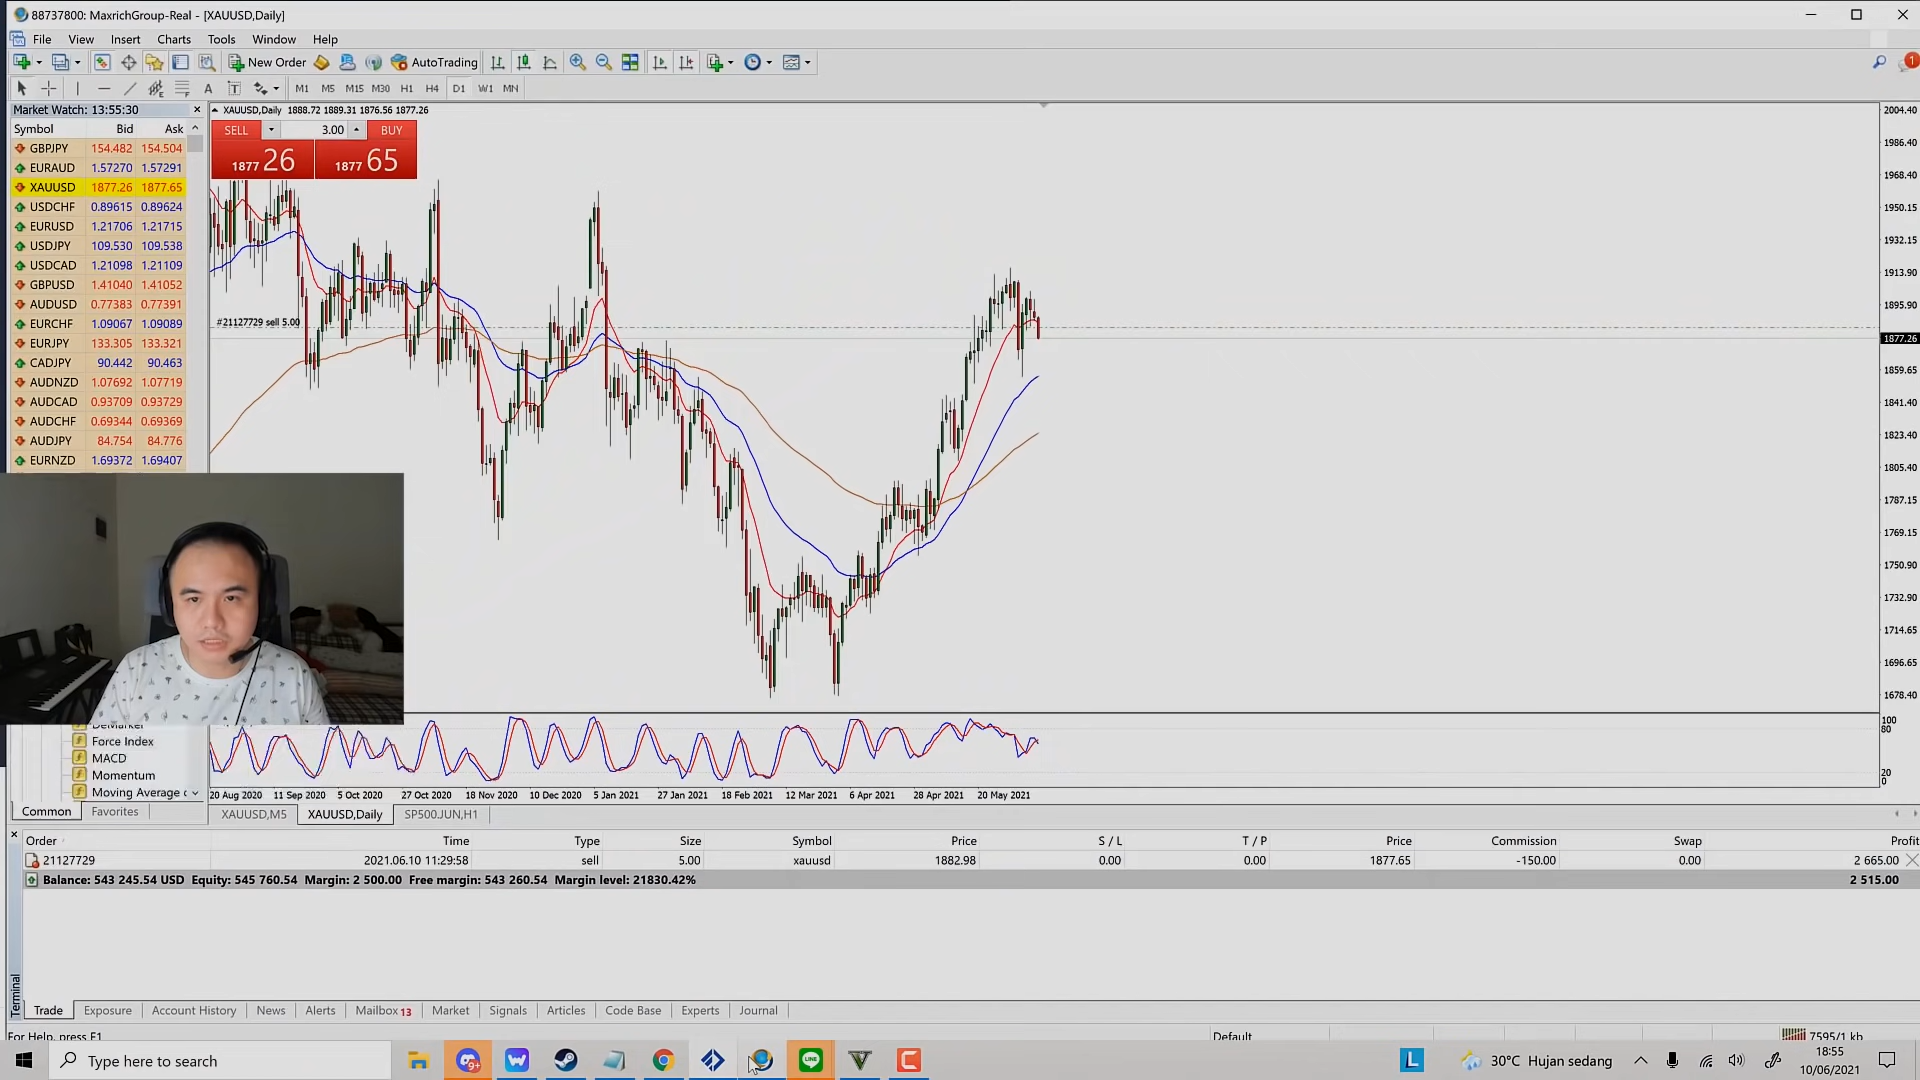 88737800: MaxrichGroup-Real - [XAUUSD,Daily]
File View Insert Charts Tools Window Help
New Order AutoTrading
1
A T M1 M5 M15 M30 H1 H4 D1 W1 MN
Market Watch: 13:55:30
Symbol Bid Ask
GBPJPY 154.482 154.504
EURAUD 1.57270 1.57291
XAUUSD 1877.26 1877.65
USDCHF 0.89615 0.89624
EURUSD 1.21706 1.21715
USDJPY 109.530 109.538
USDCAD 1.21098 1.21109
GBPUSD 1.41040 1.41052
AUDUSD 0.77383 0.77391
EURCHF 1.09067 1.09089
EURJPY 133.305 133.321
CADJPY 90.442 90.463
AUDNZD 1.07692 1.07719
AUDCAD 0.93709 0.93729
AUDCHF 0.69344 0.69369
AUDJPY 84.754 84.776
EURNZD 1.69372 1.69407
DeMarker
Force Index
MACD
Momentum
Moving Average
Common Favorites
XAUUSD,Daily 1888.72 1889.31 1876.56 1877.26
SELL 3.00 BUY
1877 26 1877 65
#21127729 sell 5.00
2004.40
1986.40
1968.40
1950.15
1932.15
1913.90
1895.90
1877.26
1859.65
1841.40
1823.40
1805.40
1787.15
1769.15
1750.90
1732.90
1714.65
1696.65
1678.40
100
80
20
0
20 Aug 2020 11 Sep 2020 5 Oct 2020 27 Oct 2020 18 Nov 2020 10 Dec 2020 5 Jan 2021 27 Jan 2021 18 Feb 2021 12 Mar 2021 6 Apr 2021 28 Apr 2021 20 May 2021
XAUUSD,M5 XAUUSD,Daily SP500.JUN,H1
Order Time Type Size Symbol Price S / L T / P Price Commission Swap Profit
21127729 2021.06.10 11:29:58 sell 5.00 xauusd 1882.98 0.00 0.00 1877.65 -150.00 0.00 2 665.00
Balance: 543 245.54 USD Equity: 545 760.54 Margin: 2 500.00 Free margin: 543 260.54 Margin level: 21830.42% 2 515.00
Terminal
Trade Exposure Account History News Alerts Mailbox 13 Market Signals Articles Code Base Experts Journal
For Help, press F1 Default 7595/1 kb
Type here to search
9+
LINE
L
30°C Hujan sedang
18:55
10/06/2021